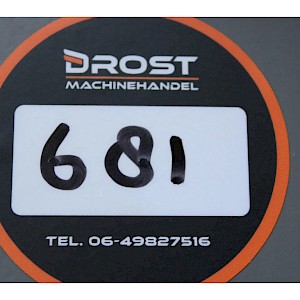 DROST
MACHINEHANDEL
681
TEL. 06-49827516